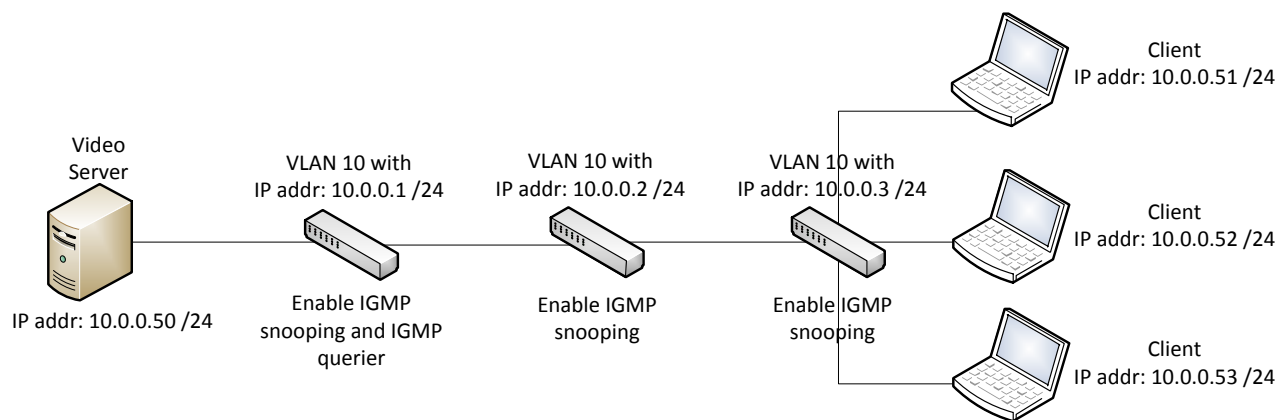 Client
IP addr: 10.0.0.51 /24
Video
Server
VLAN 10 with
IP addr: 10.0.0.1 /24
VLAN 10 with
IP addr: 10.0.0.2 /24
VLAN 10 with
IP addr: 10.0.0.3 /24
Client
IP addr: 10.0.0.52 /24
IP addr: 10.0.0.50 /24
Enable IGMP
snooping and IGMP
querier
Enable IGMP
snooping
Enable IGMP
snooping
Client
IP addr: 10.0.0.53 /24